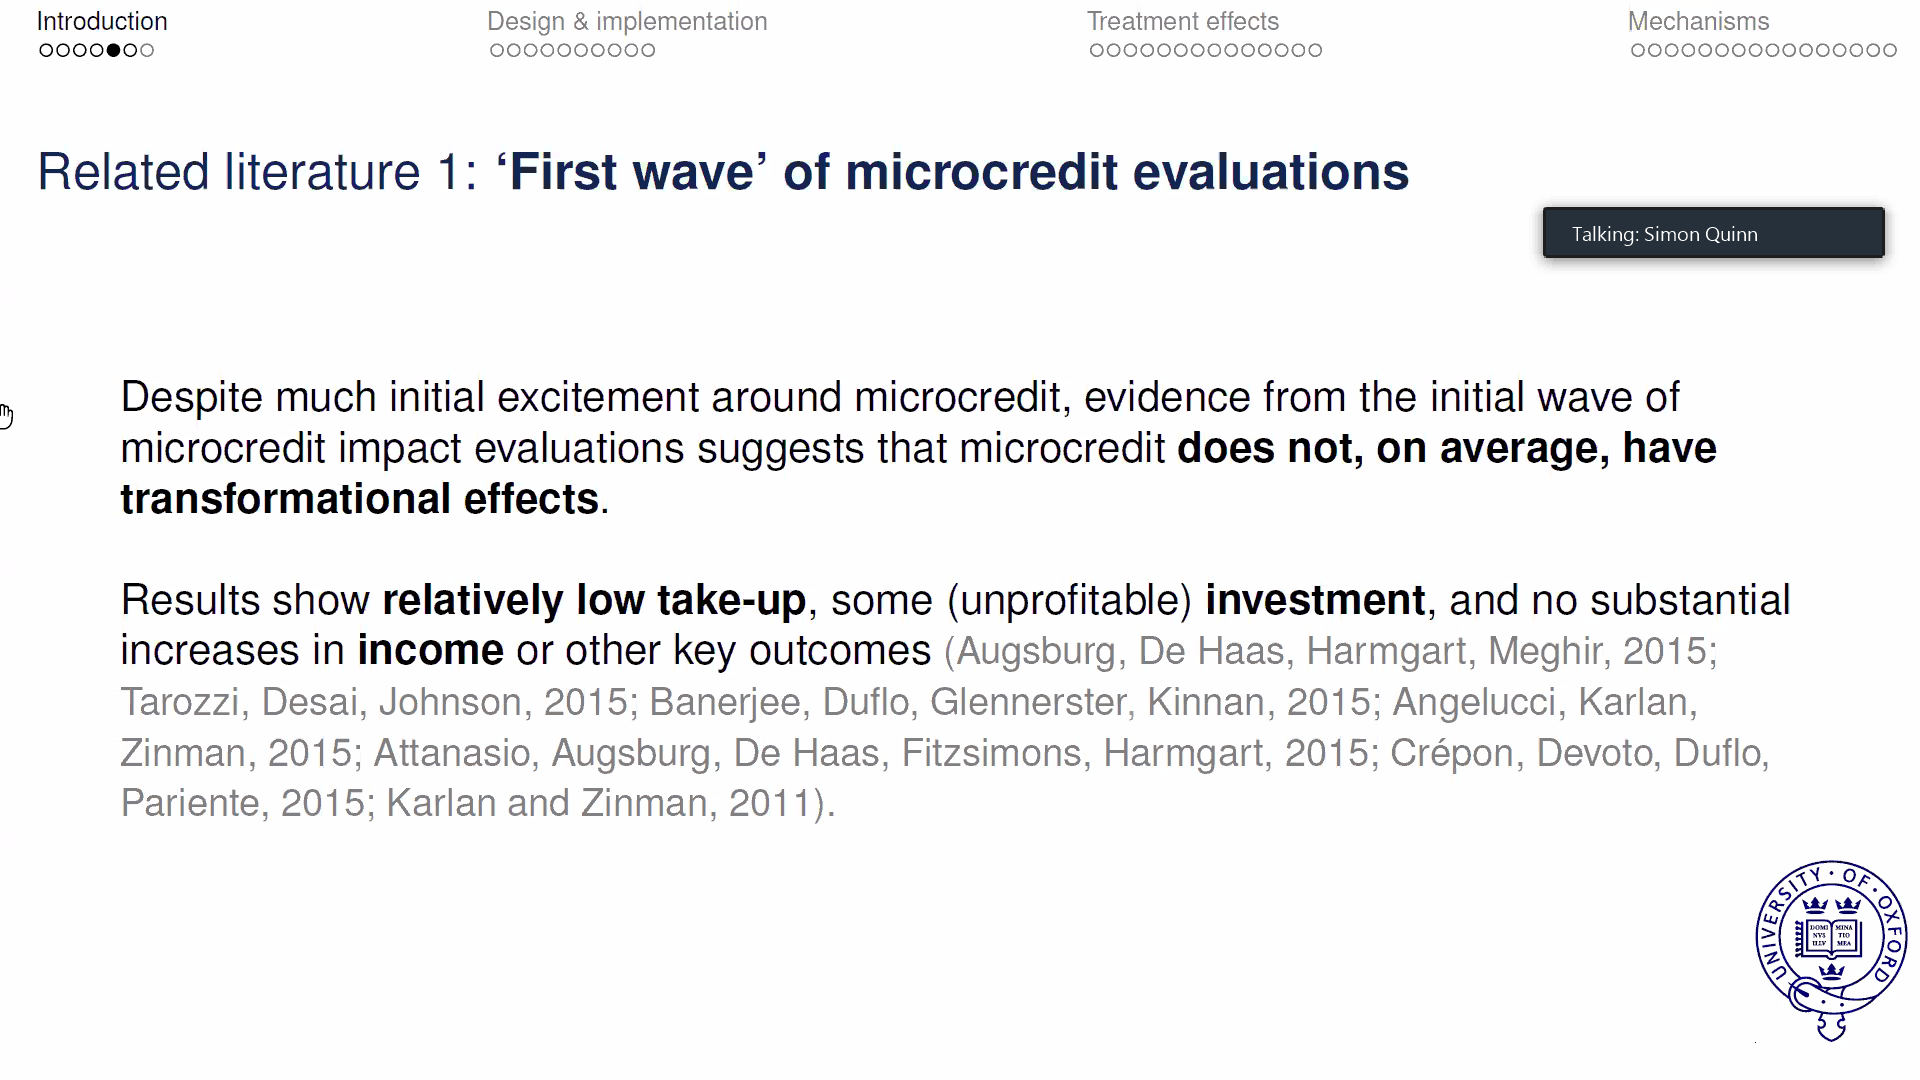 Introduction
Design & implementation
Treatment effects
Mechanisms
Related literature 1: ‘First wave’ of microcredit evaluations
Talking: Simon Quinn
Despite much initial excitement around microcredit, evidence from the initial wave of
microcredit impact evaluations suggests that microcredit does not, on average, have
transformational effects.
Results show relatively low take-up, some (unprofitable) investment, and no substantial
increases in income or other key outcomes (Augsburg, De Haas, Harmgart, Meghir, 2015;
Tarozzi, Desai, Johnson, 2015; Banerjee, Duflo, Glennerster, Kinnan, 2015; Angelucci, Karlan,
Zinman, 2015; Attanasio, Augsburg, De Haas, Fitzsimons, Harmgart, 2015; Crépon, Devoto, Duflo,
Pariente, 2015; Karlan and Zinman, 2011).
UNIVERSITY · OF · OXFORD
DOMI MINA
NVS TIO
ILLV MEA